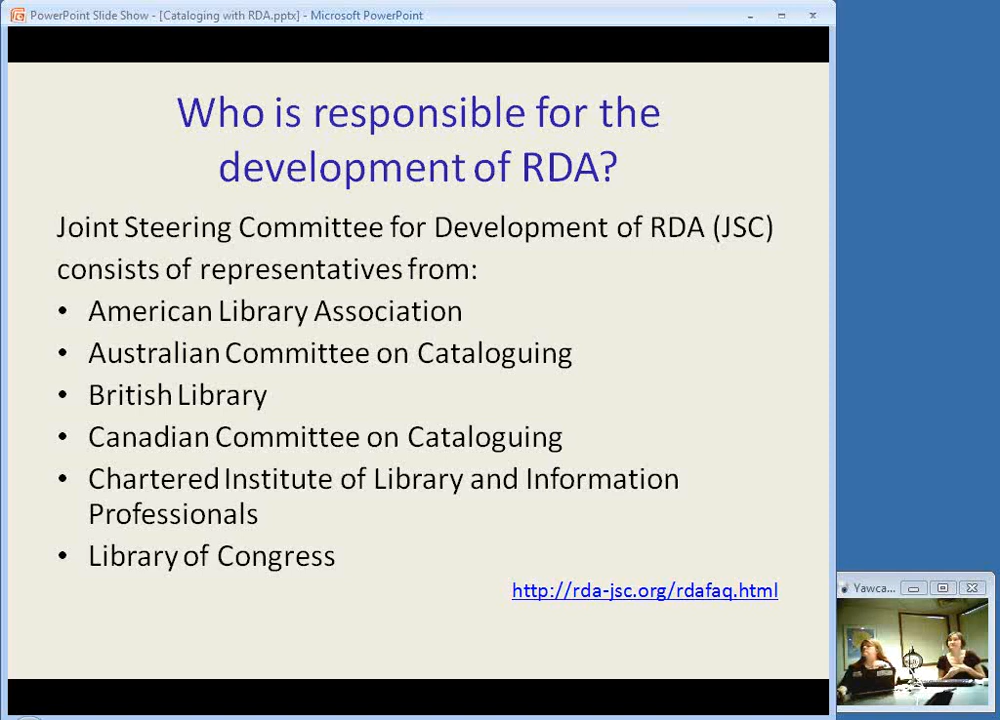 PowerPoint Slide Show - [Cataloging with RDA.pptx] - Microsoft PowerPoint
Who is responsible for the
development of RDA?
Joint Steering Committee for Development of RDA (JSC)
consists of representatives from:
• American Library Association
• Australian Committee on Cataloguing
• British Library
• Canadian Committee on Cataloguing
• Chartered Institute of Library and Information
Professionals
• Library of Congress
http://rda-jsc.org/rdafaq.html
Yawca...